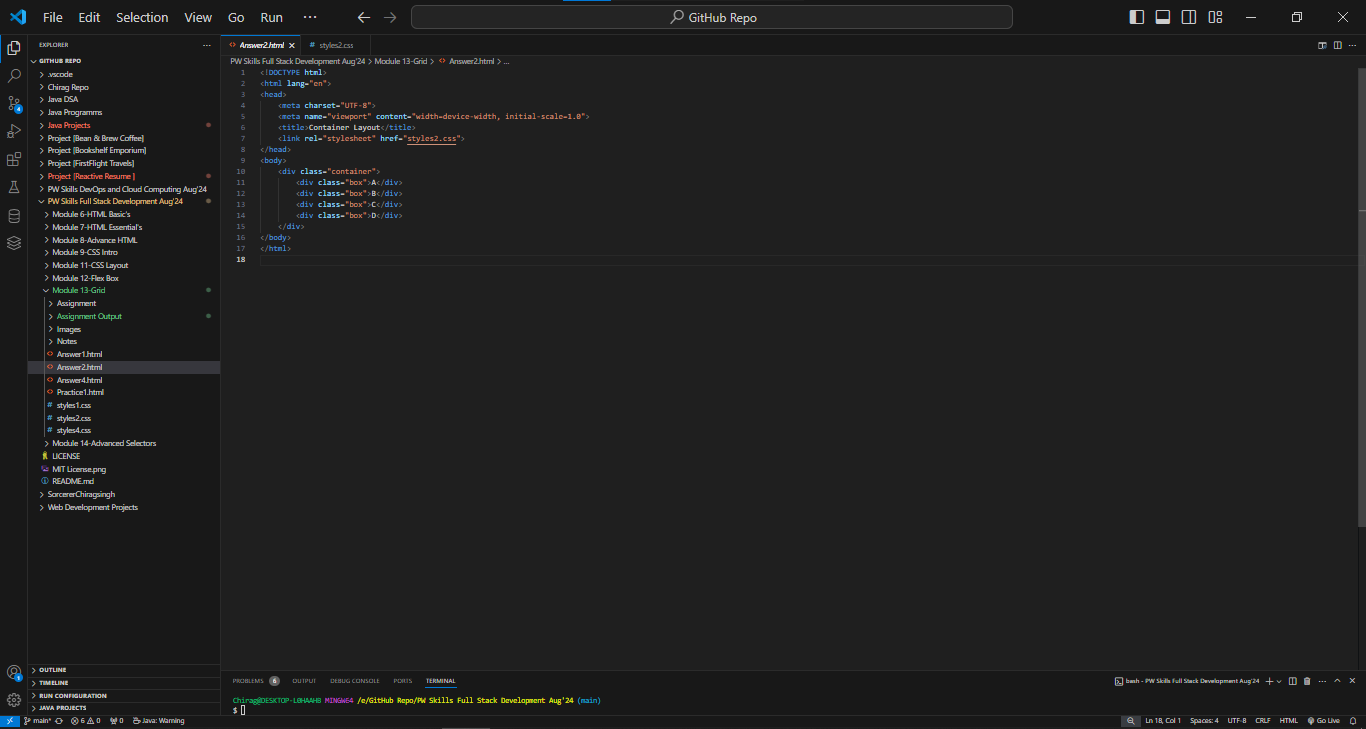 File Edit Selection View Go Run ··· GitHub Repo
EXPLORER ···
GITHUB REPO
.vscode
Chirag Repo
Java DSA
Java Programms
Java Projects
Project [Bean & Brew Coffee]
Project [Bookshelf Emporium]
Project [FirstFlight Travels]
Project [Reactive Resume ]
PW Skills DevOps and Cloud Computing Aug'24
PW Skills Full Stack Development Aug'24
Module 6-HTML Basic's
Module 7-HTML Essential's
Module 8-Advance HTML
Module 9-CSS Intro
Module 11-CSS Layout
Module 12-Flex Box
Module 13-Grid
Assignment
Assignment Output
Images
Notes
Answer1.html
Answer2.html
Answer4.html
Practice1.html
styles1.css
styles2.css
styles4.css
Module 14-Advanced Selectors
LICENSE
MIT License.png
README.md
SorcererChiragsingh
Web Development Projects
OUTLINE
TIMELINE
RUN CONFIGURATION
JAVA PROJECTS
4
1
Answer2.html styles2.css
PW Skills Full Stack Development Aug'24 > Module 13-Grid > Answer2.html > ...
1 <!DOCTYPE html>
2 <html lang="en">
3 <head>
4 <meta charset="UTF-8">
5 <meta name="viewport" content="width=device-width, initial-scale=1.0">
6 <title>Container Layout</title>
7 <link rel="stylesheet" href="styles2.css">
8 </head>
9 <body>
10 <div class="container">
11 <div class="box">A</div>
12 <div class="box">B</div>
13 <div class="box">C</div>
14 <div class="box">D</div>
15 </div>
16 </body>
17 </html>
18
PROBLEMS 6 OUTPUT DEBUG CONSOLE PORTS TERMINAL bash - PW Skills Full Stack Development Aug'24
Chirag@DESKTOP-L0HAAH0 MINGW64 /e/GitHub Repo/PW Skills Full Stack Development Aug'24 (main)
$
main* 6 0 0 Java: Warning Ln 18, Col 1 Spaces: 4 UTF-8 CRLF HTML Go Live